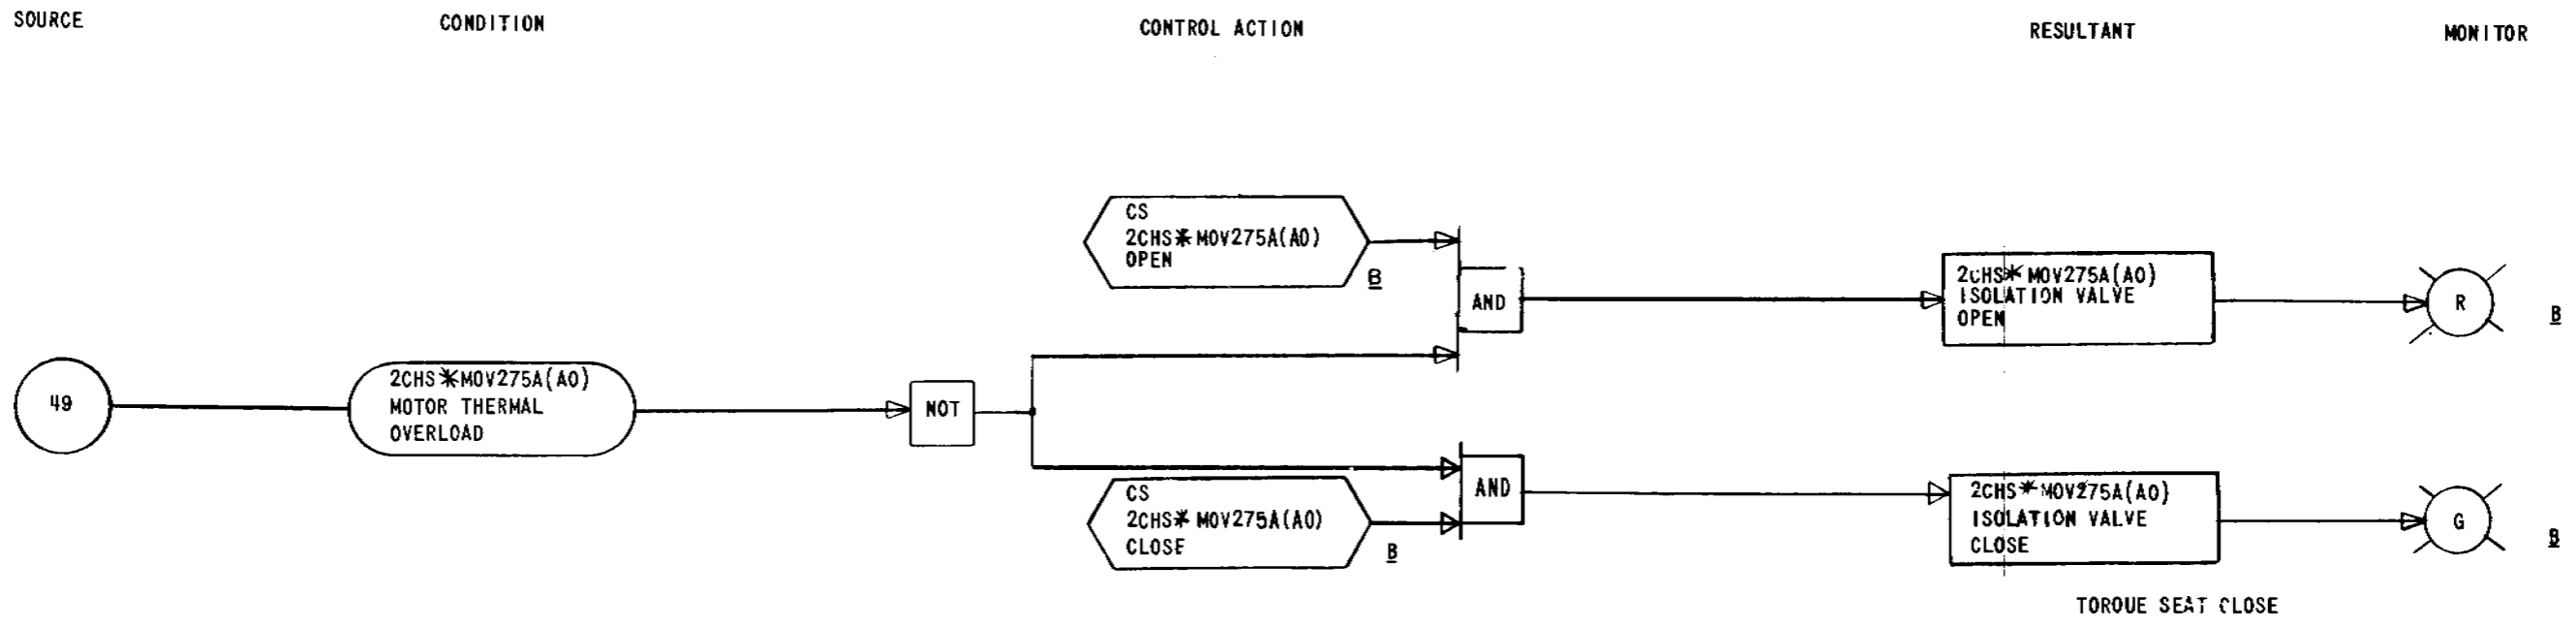 SOURCE CONDITION CONTROL ACTION RESULTANT MONITOR
CS
2CHS*MOV275A(AO)
OPEN
B
AND
2CHS*MOV275A(AO)
ISOLATION VALVE
OPEN
R
B
49
2CHS*MOV275A(AO)
MOTOR THERMAL
OVERLOAD
NOT
CS
2CHS*MOV275A(AO)
CLOSE
B
AND
2CHS*MOV275A(AO)
ISOLATION VALVE
CLOSE
G
B
TORQUE SEAT CLOSE